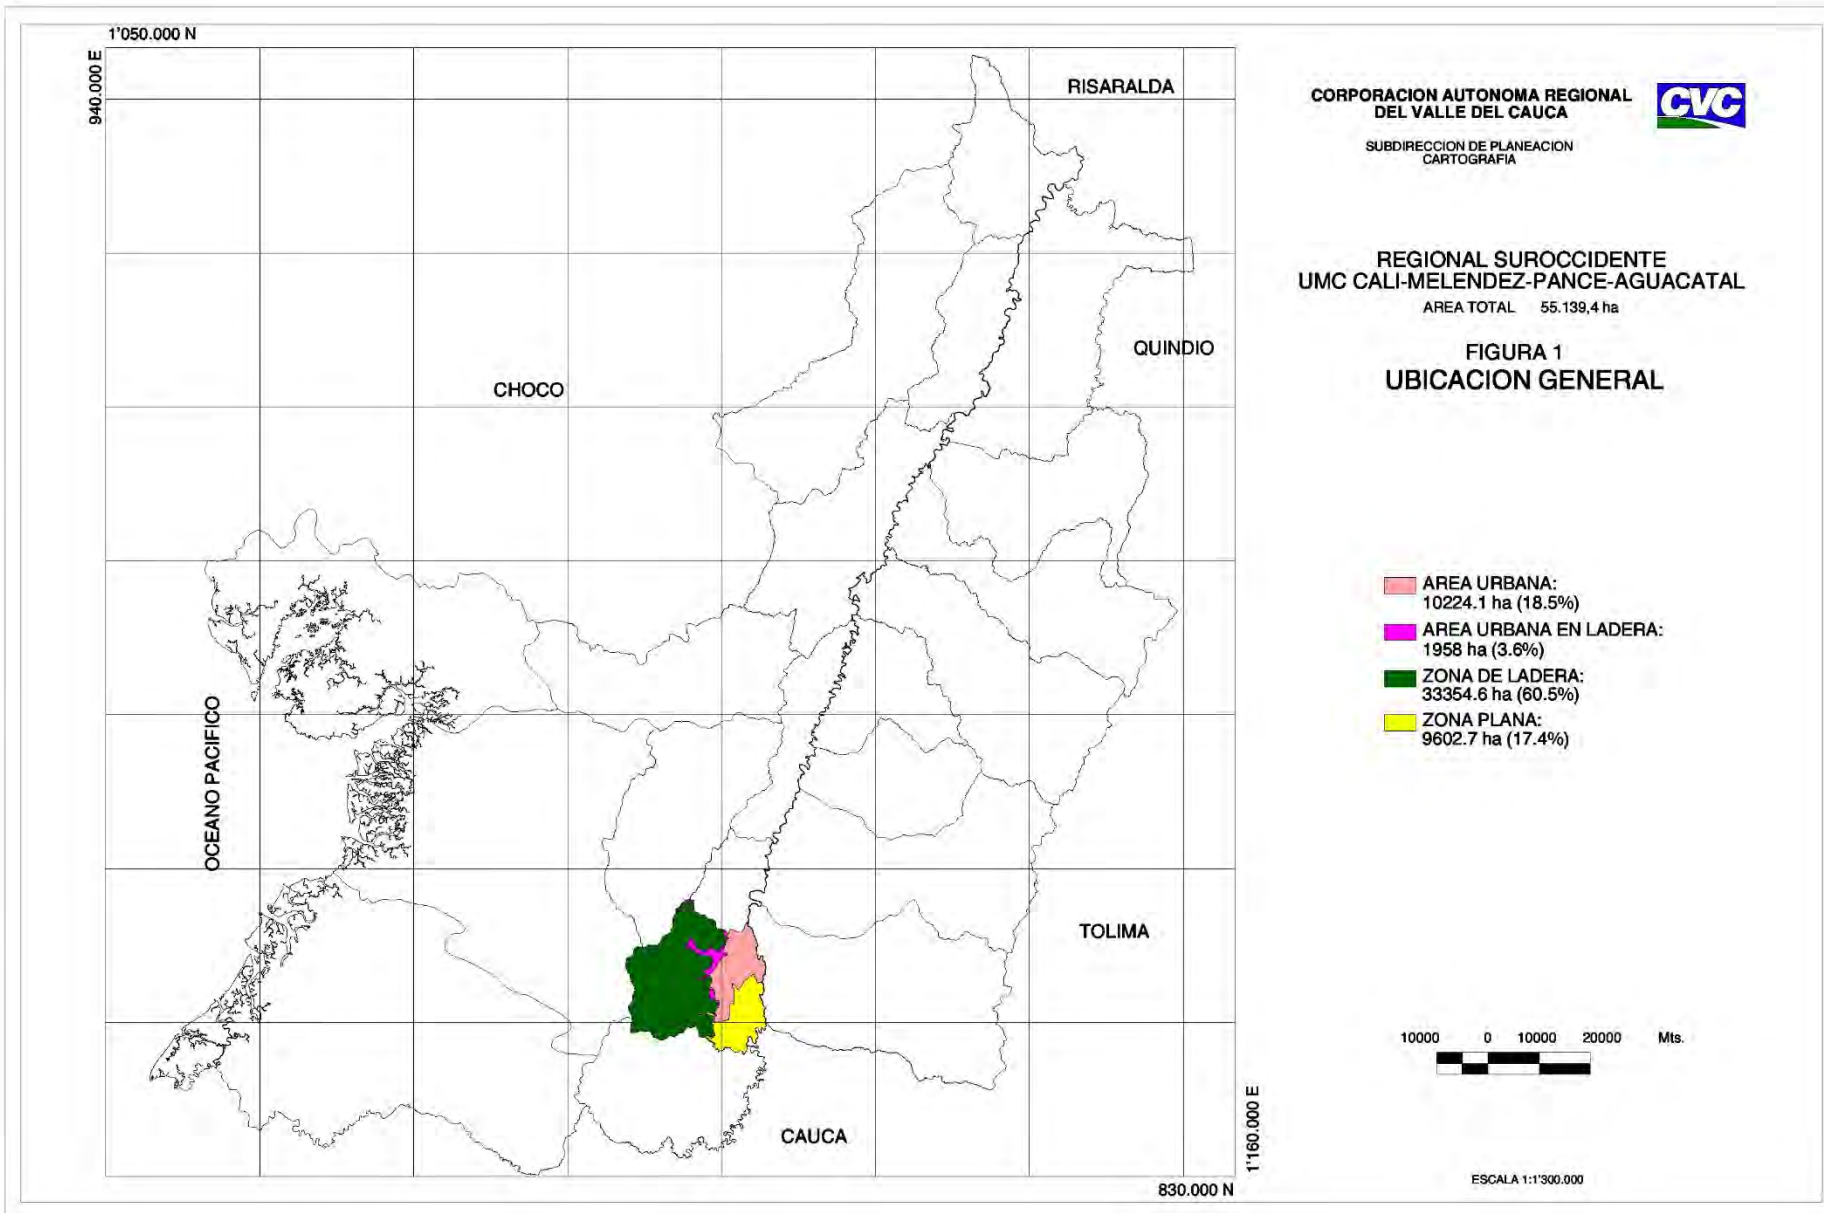 1'050.000 N
940.000 E
RISARALDA
QUINDIO
CHOCO
OCEANO PACIFICO
TOLIMA
CAUCA
1'160.000 E
830.000 N
CORPORACION AUTONOMA REGIONAL
DEL VALLE DEL CAUCA
CVC
SUBDIRECCION DE PLANEACION
CARTOGRAFIA
REGIONAL SUROCCIDENTE
UMC CALI-MELENDEZ-PANCE-AGUACATAL
AREA TOTAL 55.139,4 ha
FIGURA 1
UBICACION GENERAL
AREA URBANA:
10224.1 ha (18.5%)
AREA URBANA EN LADERA:
1958 ha (3.6%)
ZONA DE LADERA:
33354.6 ha (60.5%)
ZONA PLANA:
9602.7 ha (17.4%)
10000 0 10000 20000 Mts.
ESCALA 1:1'300.000